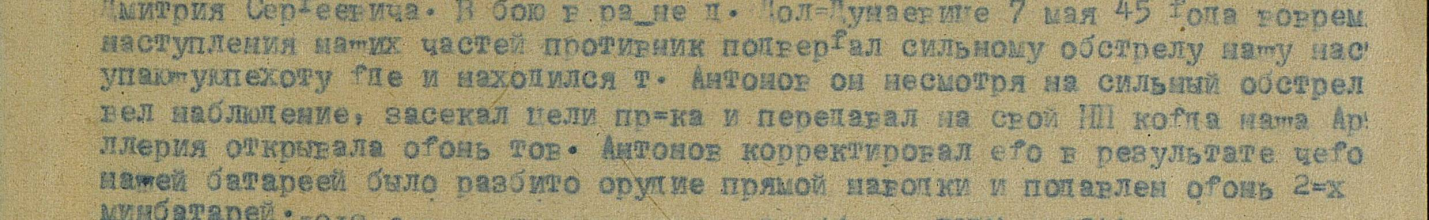 Дмитрия Сергеевича. В бою в ра_не д. Дол=Дунаевице 7 мая 45 года воврем
наступления наших частей противник подвергал сильному обстрелу нашу нас
упающуюпехоту где и находился т. Антонов он несмотря на сильный обстрел
вел наблюдение, засекал цели пр=ка и передавал на свой НП когда наша Ар
ллерия открывала огонь тов. Антонов корректировал его в результате чего
нашей батареей было разбито орудие прямой наводки и подавлен огонь 2=х
минбатарей.